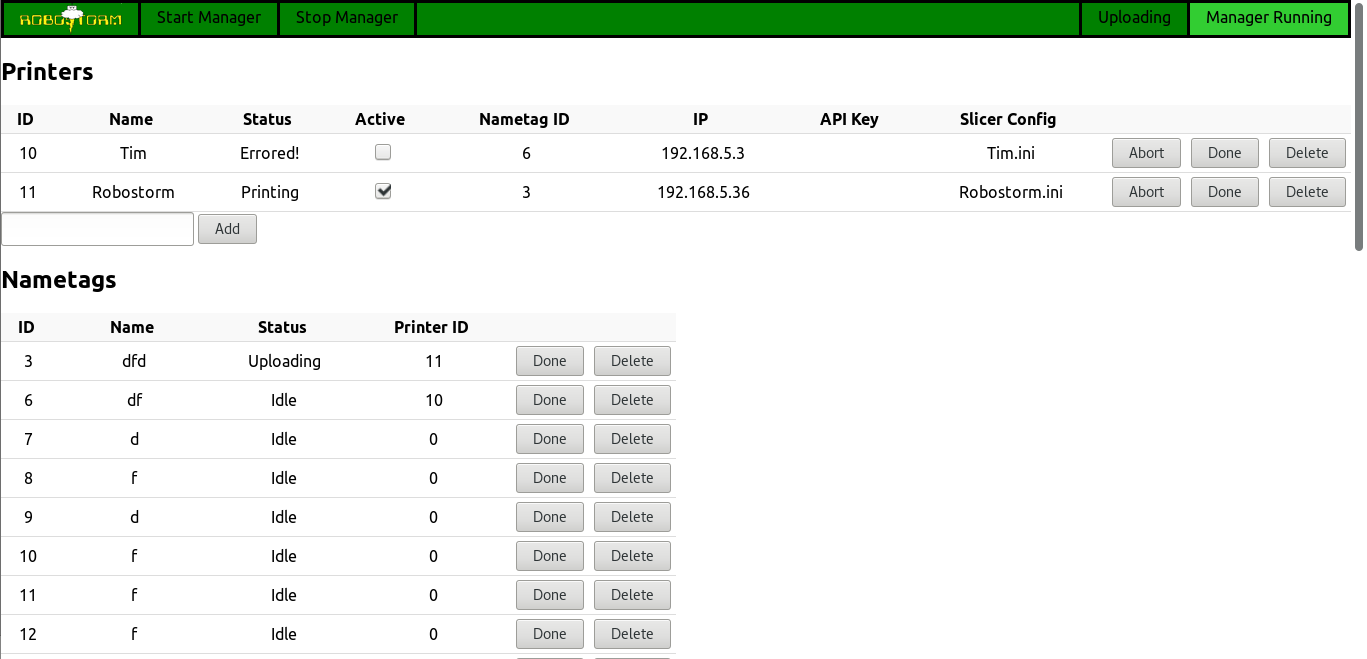 ROBOSTORM Start Manager Stop Manager Uploading Manager Running
Printers
ID Name Status Active Nametag ID IP API Key Slicer Config
10 Tim Errored! 6 192.168.5.3 Tim.ini Abort Done Delete
11 Robostorm Printing 3 192.168.5.36 Robostorm.ini Abort Done Delete
Add
Nametags
ID Name Status Printer ID
3 dfd Uploading 11 Done Delete
6 df Idle 10 Done Delete
7 d Idle 0 Done Delete
8 f Idle 0 Done Delete
9 d Idle 0 Done Delete
10 f Idle 0 Done Delete
11 f Idle 0 Done Delete
12 f Idle 0 Done Delete